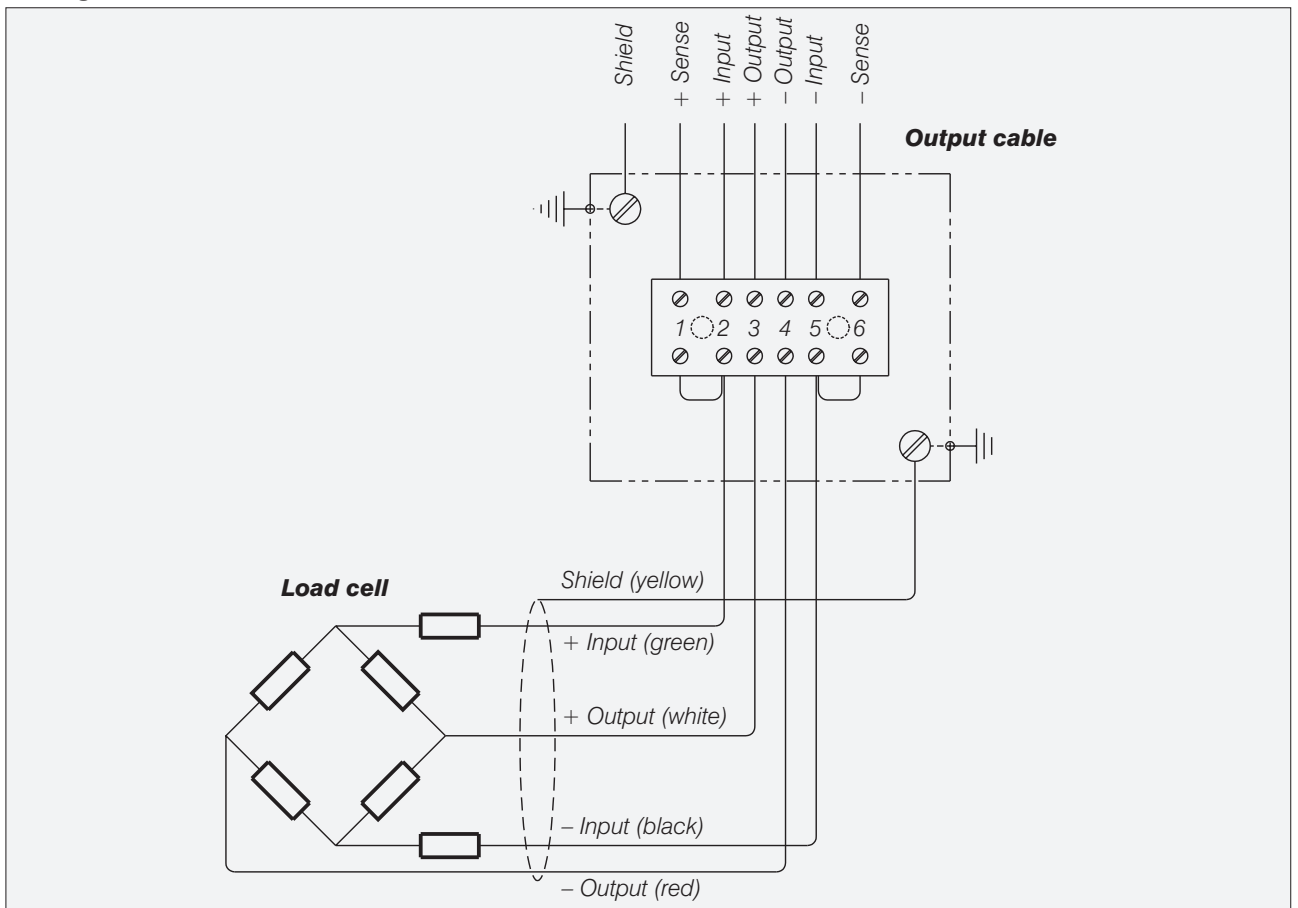 Shield
+ Sense
+ Input
+ Output
– Output
– Input
– Sense
Output cable
1 2 3 4 5 6
Load cell
Shield (yellow)
+ Input (green)
+ Output (white)
– Input (black)
– Output (red)